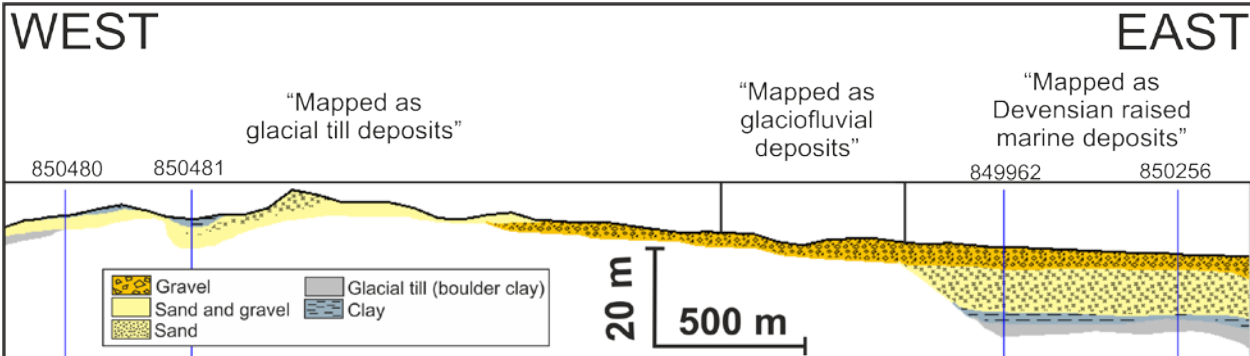 WEST
EAST
“Mapped as
glacial till deposits”
“Mapped as
glaciofluvial
deposits”
“Mapped as
Devensian raised
marine deposits”
850480
850481
849962
850256
Gravel
Sand and gravel
Sand
Glacial till (boulder clay)
Clay
20 m
500 m